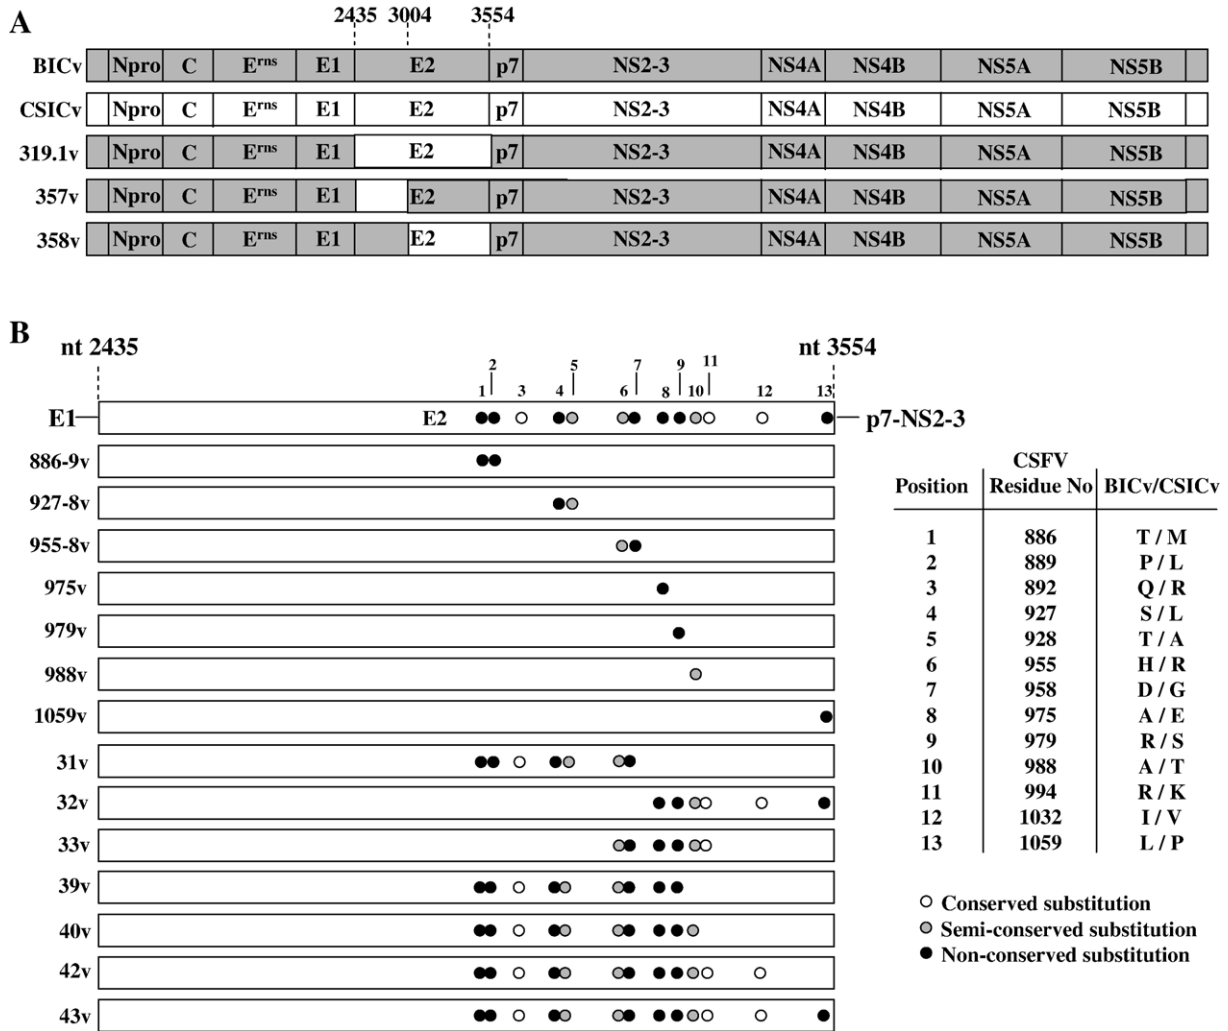 A
2435 3004 3554
BICv Npro C Erns E1 E2 p7 NS2-3 NS4A NS4B NS5A NS5B
CSICv Npro C Erns E1 E2 p7 NS2-3 NS4A NS4B NS5A NS5B
319.1v Npro C Erns E1 E2 p7 NS2-3 NS4A NS4B NS5A NS5B
357v Npro C Erns E1 E2 p7 NS2-3 NS4A NS4B NS5A NS5B
358v Npro C Erns E1 E2 p7 NS2-3 NS4A NS4B NS5A NS5B
B
nt 2435 nt 3554
2 5 7 9 11
1 3 4 6 8 10 12 13
E1 E2 p7-NS2-3
886-9v
927-8v
955-8v
975v
979v
988v
1059v
31v
32v
33v
39v
40v
42v
43v
CSFV
Position Residue No BICv/CSICv
1 886 T / M
2 889 P / L
3 892 Q / R
4 927 S / L
5 928 T / A
6 955 H / R
7 958 D / G
8 975 A / E
9 979 R / S
10 988 A / T
11 994 R / K
12 1032 I / V
13 1059 L / P
Conserved substitution
Semi-conserved substitution
Non-conserved substitution